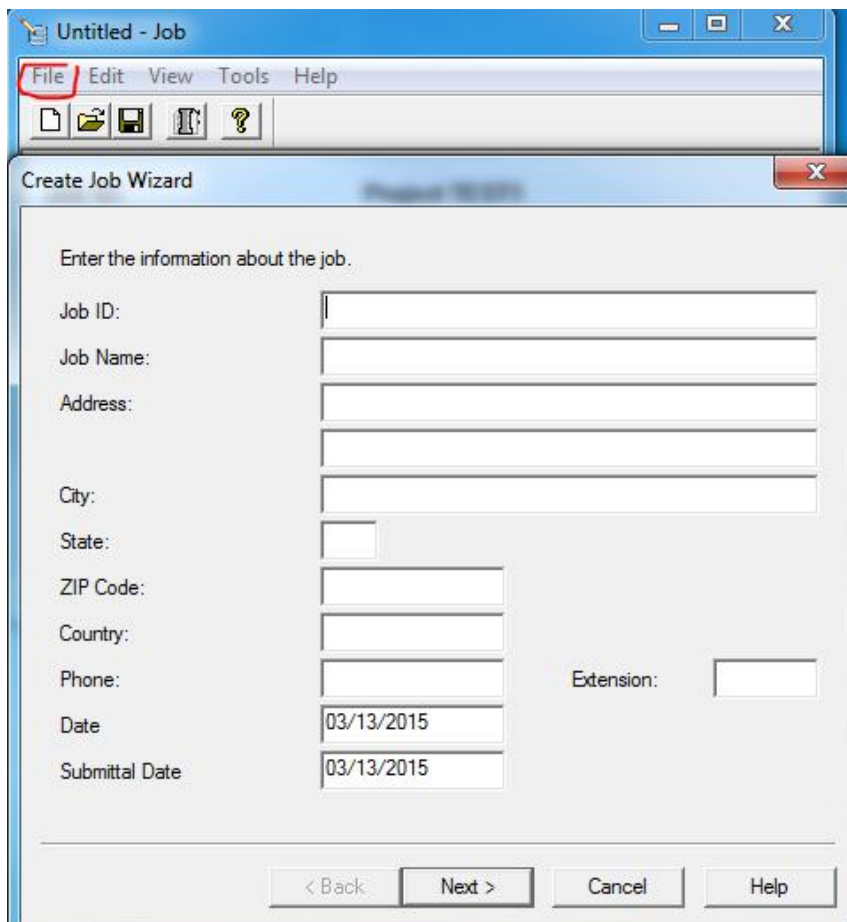 Untitled - Job
File Edit View Tools Help
Create Job Wizard
Enter the information about the job.
Job ID:
Job Name:
Address:
City:
State:
ZIP Code:
Country:
Phone: Extension:
Date 03/13/2015
Submittal Date 03/13/2015
< Back Next > Cancel Help